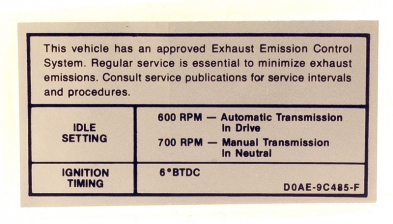 This vehicle has an approved Exhaust Emission Control
System. Regular service is essential to minimize exhaust
emissions. Consult service publications for service intervals
and procedures.
IDLE
SETTING
600 RPM — Automatic Transmission
in Drive
700 RPM — Manual Transmission
in Neutral
IGNITION
TIMING
6°BTDC
D0AE-9C485-F